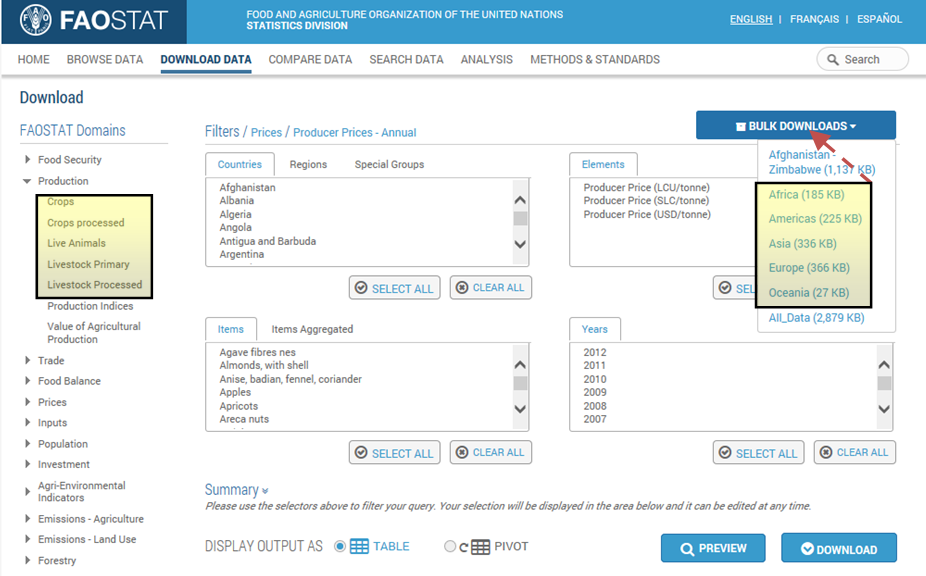 FAO
FAOSTAT
FOOD AND AGRICULTURE ORGANIZATION OF THE UNITED NATIONS
STATISTICS DIVISION
ENGLISH | FRANÇAIS | ESPAÑOL
HOME BROWSE DATA DOWNLOAD DATA COMPARE DATA SEARCH DATA ANALYSIS METHODS & STANDARDS
Search
Download
FAOSTAT Domains
Food Security
Production
Crops
Crops processed
Live Animals
Livestock Primary
Livestock Processed
Production Indices
Value of Agricultural
Production
Trade
Food Balance
Prices
Inputs
Population
Investment
Agri-Environmental
Indicators
Emissions - Agriculture
Emissions - Land Use
Forestry
Filters / Prices / Producer Prices - Annual
BULK DOWNLOADS
Afghanistan -
Zimbabwe (1,137 KB)
Africa (185 KB)
Americas (225 KB)
Asia (336 KB)
Europe (366 KB)
Oceania (27 KB)
All_Data (2,879 KB)
Countries Regions Special Groups
Afghanistan
Albania
Algeria
Angola
Antigua and Barbuda
Argentina
SELECT ALL CLEAR ALL
Elements
Producer Price (LCU/tonne)
Producer Price (SLC/tonne)
Producer Price (USD/tonne)
SEL
Items Items Aggregated
Agave fibres nes
Almonds, with shell
Anise, badian, fennel, coriander
Apples
Apricots
Areca nuts
SELECT ALL CLEAR ALL
Years
2012
2011
2010
2009
2008
2007
SELECT ALL CLEAR ALL
Summary
Please use the selectors above to filter your query. Your selection will be displayed in the area below and it can be edited at any time.
DISPLAY OUTPUT AS TABLE PIVOT
PREVIEW DOWNLOAD